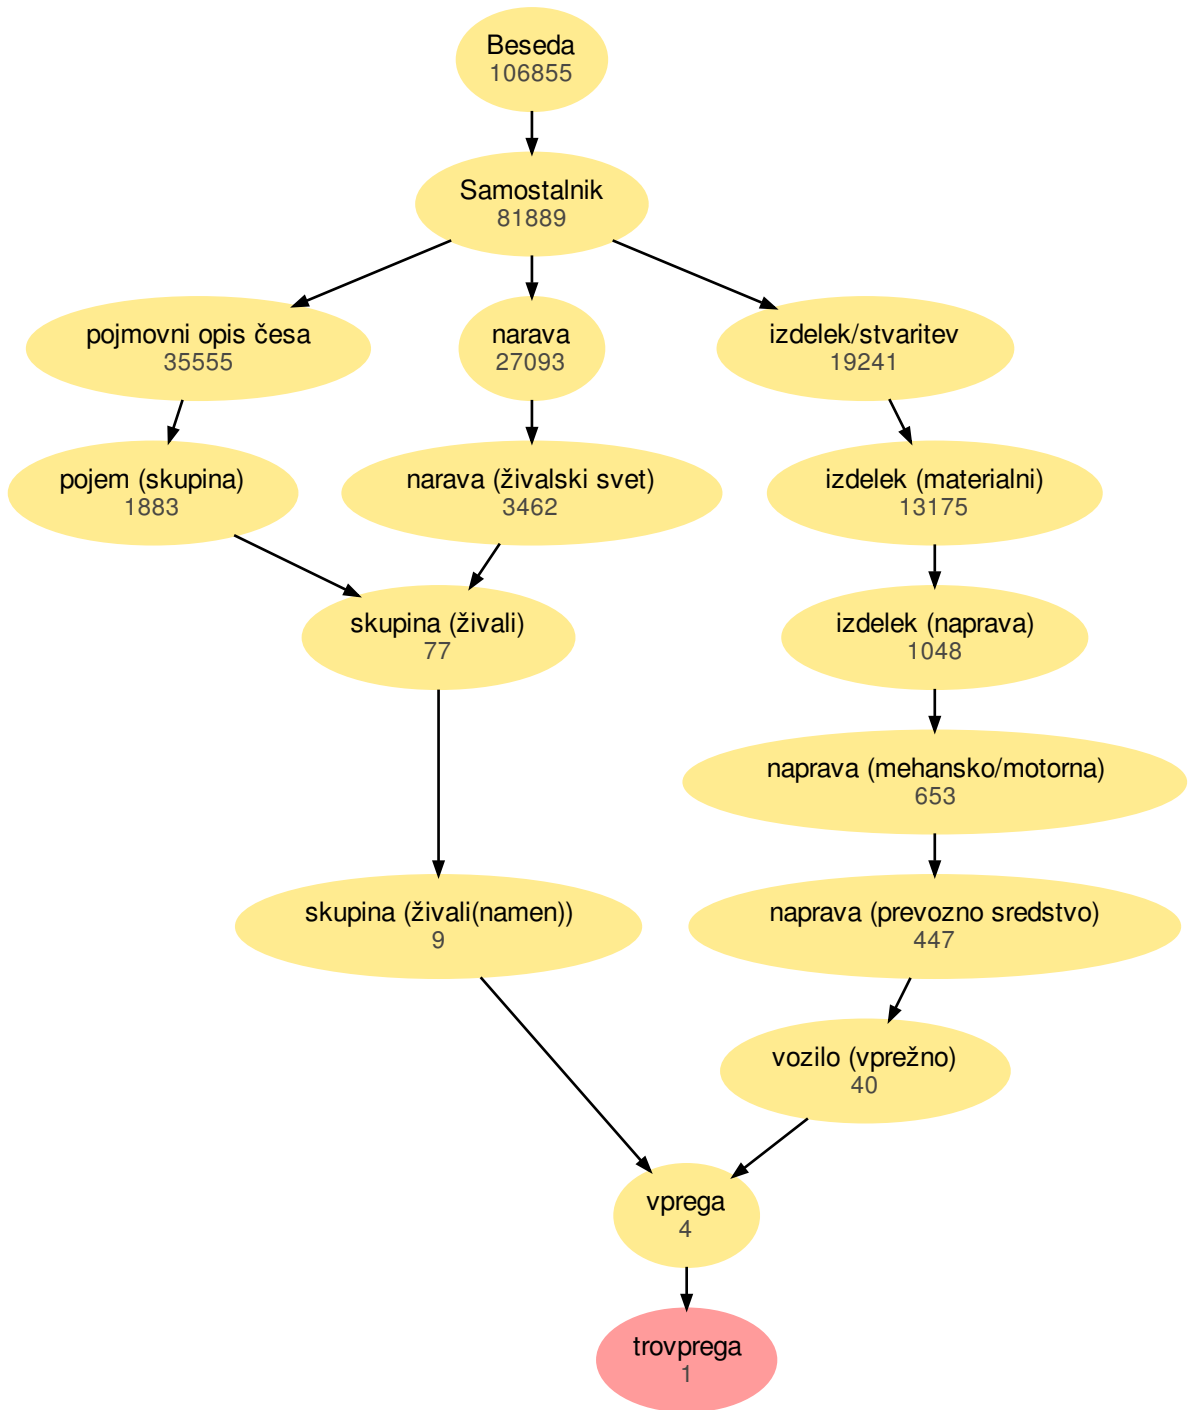 Beseda
106855
Samostalnik
81889
pojmovni opis česa
35555
narava
27093
izdelek/stvaritev
19241
pojem (skupina)
1883
narava (živalski svet)
3462
izdelek (materialni)
13175
skupina (živali)
77
izdelek (naprava)
1048
naprava (mehansko/motorna)
653
skupina (živali(namen))
9
naprava (prevozno sredstvo)
447
vozilo (vprežno)
40
vprega
4
trovprega
1